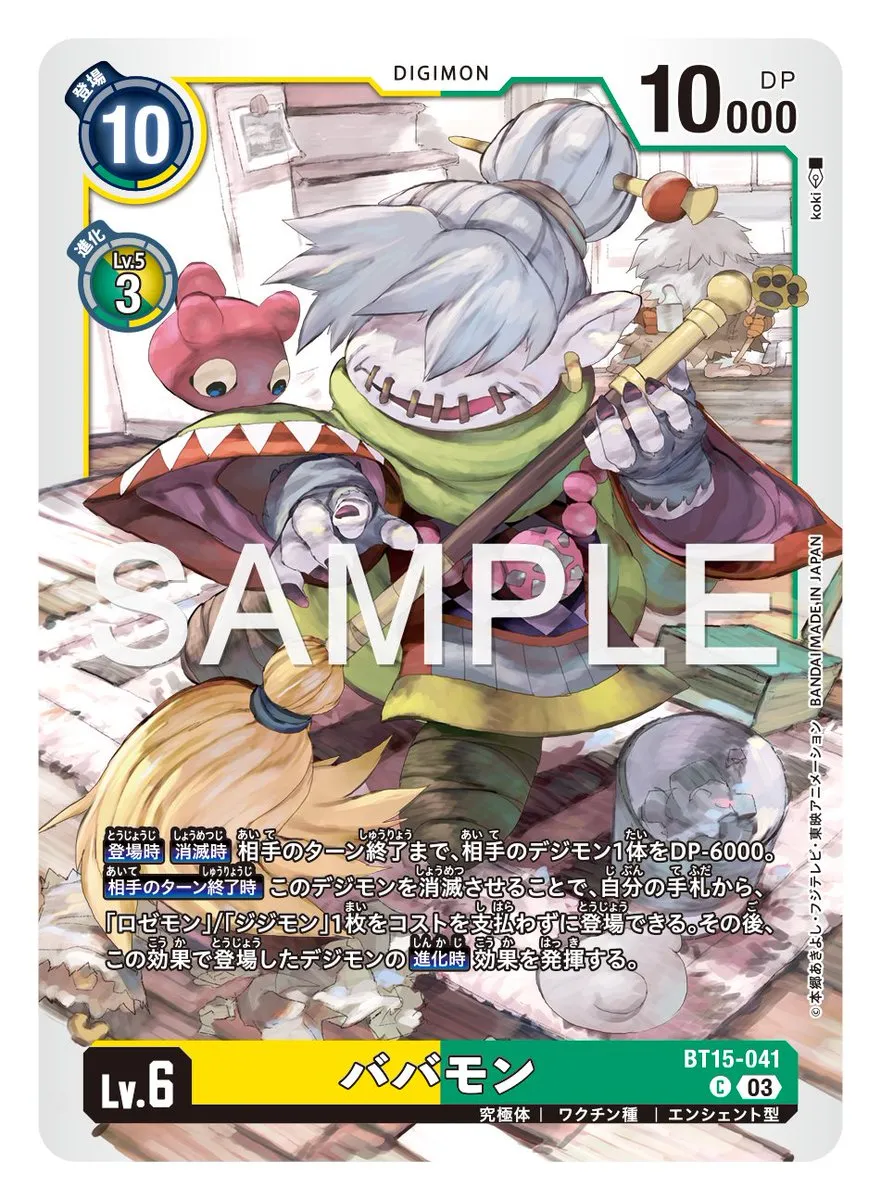 DIGIMON
登場
10
10000 DP
進化
Lv.5
3
koki
SAMPLE
BANDAI MADE IN JAPAN
©本郷あきよし・フジテレビ・東映アニメーション
登場時 消滅時 相手のターン終了まで、相手のデジモン1体をDP-6000。
相手のターン終了時 このデジモンを消滅させることで、自分の手札から、
「ロゼモン」/「ジジモン」1枚をコストを支払わずに登場できる。その後、
この効果で登場したデジモンの 進化時 効果を発揮する。
BT15-041
Lv.6
ババモン
C 03
究極体 | ワクチン種 | エンシェント型